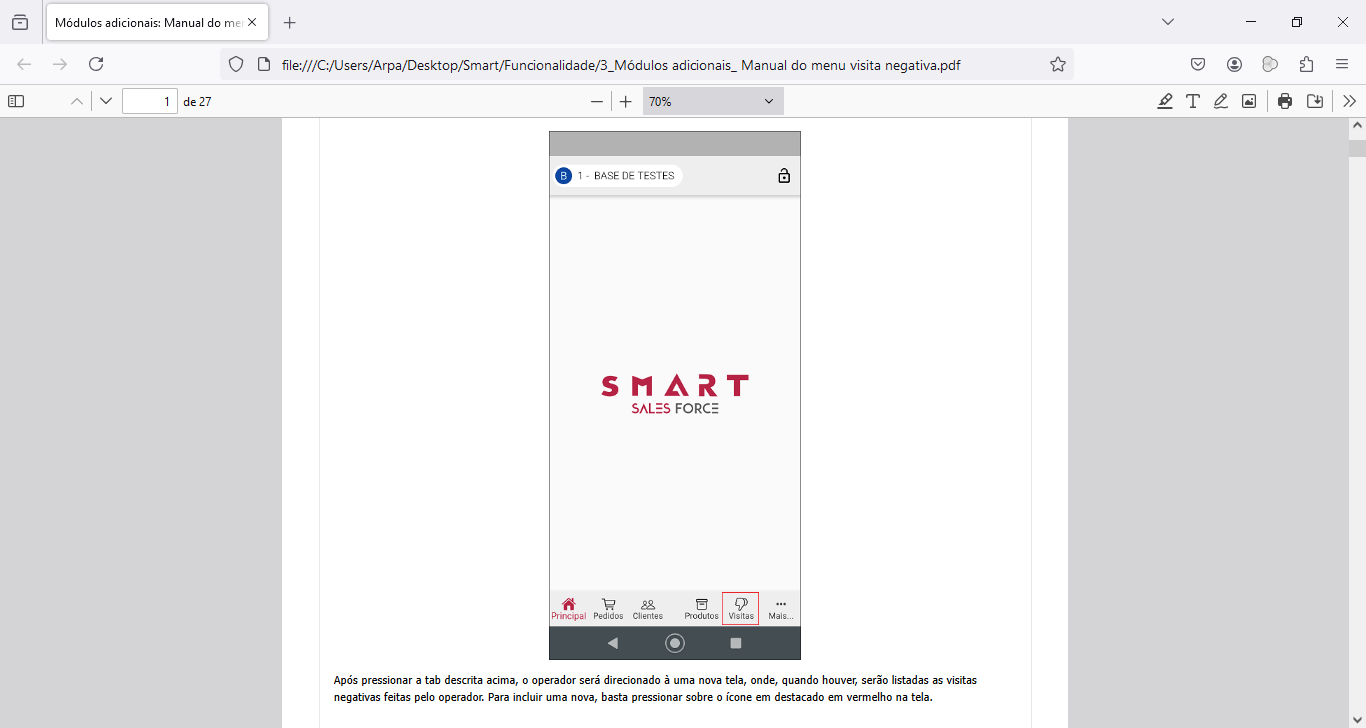 Módulos adicionais: Manual do me
file:///C:/Users/Arpa/Desktop/Smart/Funcionalidade/3_Módulos adicionais_ Manual do menu visita negativa.pdf
1 de 27 70%
B 1 - BASE DE TESTES
SMART
SALES FORCE
Principal Pedidos Clientes Produtos Visitas Mais...
Após pressionar a tab descrita acima, o operador será direcionado à uma nova tela, onde, quando houver, serão listadas as visitas
negativas feitas pelo operador. Para incluir uma nova, basta pressionar sobre o ícone em destacado em vermelho na tela.